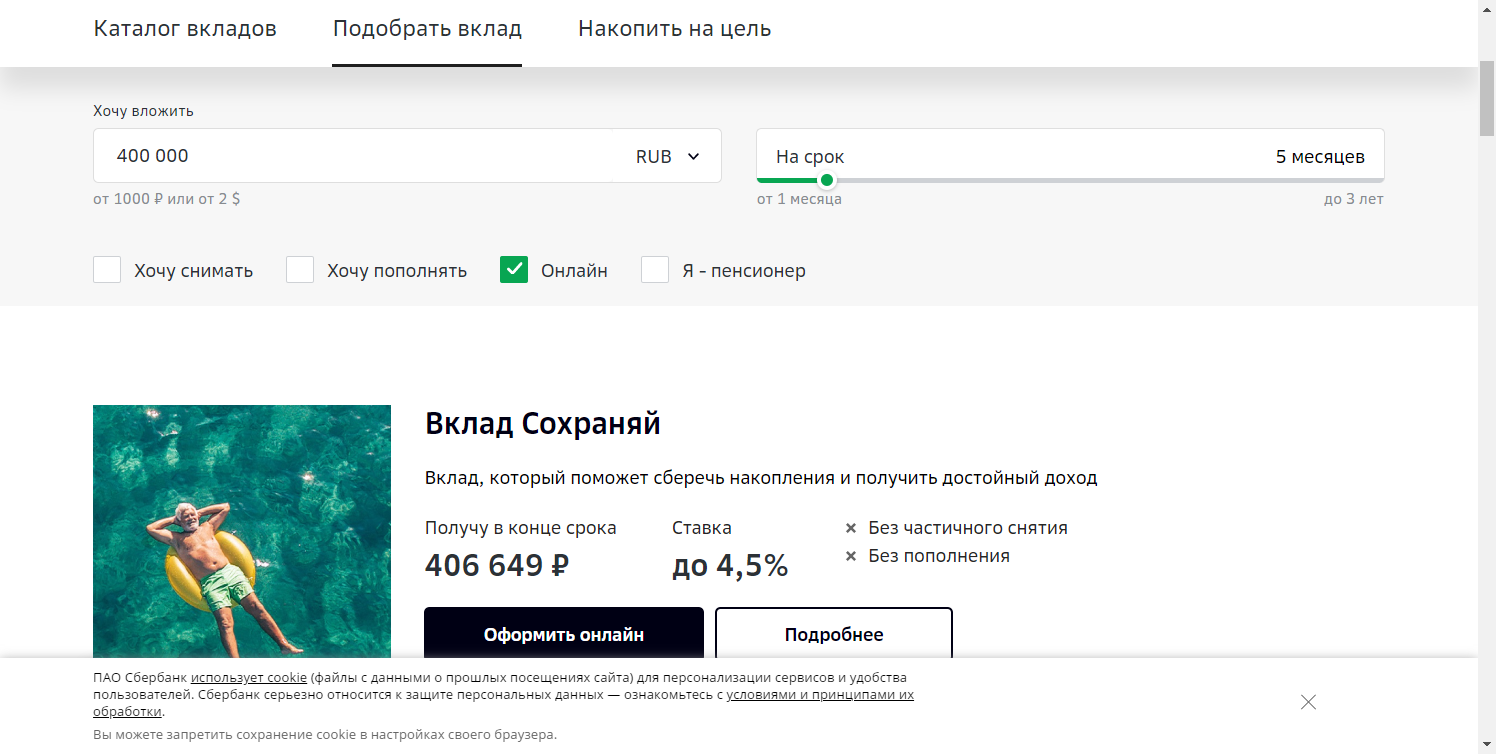 Каталог вкладов Подобрать вклад Накопить на цель
Хочу вложить
400 000 RUB
На срок 5 месяцев
от 1000 ₽ или от 2 $
от 1 месяца до 3 лет
Хочу снимать Хочу пополнять Онлайн Я - пенсионер
Вклад Сохраняй
Вклад, который поможет сберечь накопления и получить достойный доход
Получу в конце срока
406 649 ₽
Ставка
до 4,5%
Без частичного снятия
Без пополнения
Оформить онлайн Подробнее
ПАО Сбербанк использует cookie (файлы с данными о прошлых посещениях сайта) для персонализации сервисов и удобства
пользователей. Сбербанк серьезно относится к защите персональных данных — ознакомьтесь с условиями и принципами их
обработки.
Вы можете запретить сохранение cookie в настройках своего браузера.